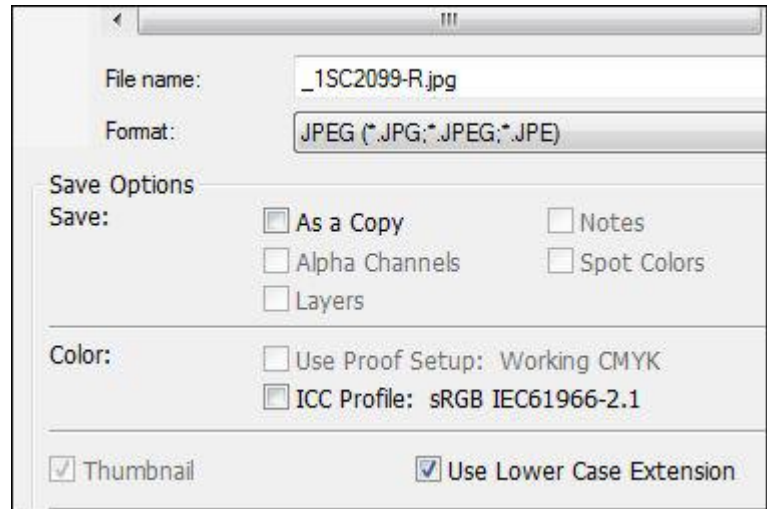 File name: _1SC2099-R.jpg
Format: JPEG (*.JPG;*.JPEG;*.JPE)
Save Options
Save: As a Copy Notes
Alpha Channels Spot Colors
Layers
Color: Use Proof Setup: Working CMYK
ICC Profile: sRGB IEC61966-2.1
Thumbnail Use Lower Case Extension